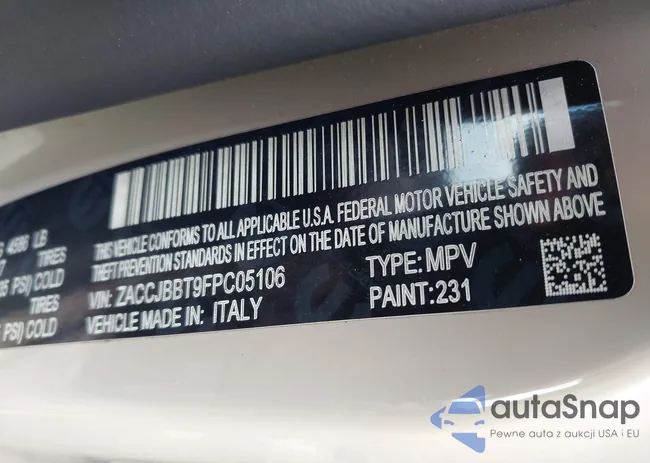 THIS VEHICLE CONFORMS TO ALL APPLICABLE U.S.A. FEDERAL MOTOR VEHICLE SAFETY AND
4586 LB
THEFT STANDARDS IN EFFECT ON THE DATE OF MANUFACTURE SHOWN ABOVE
TIRES
PSI) COLD
VIN: ZACCJBBT9FPC05106 TYPE: MPV
TIRES
VEHICLE MADE IN: ITALY PAINT: 231
PSI) COLD
autaSnap
Pewne auta z aukcji USA i EU